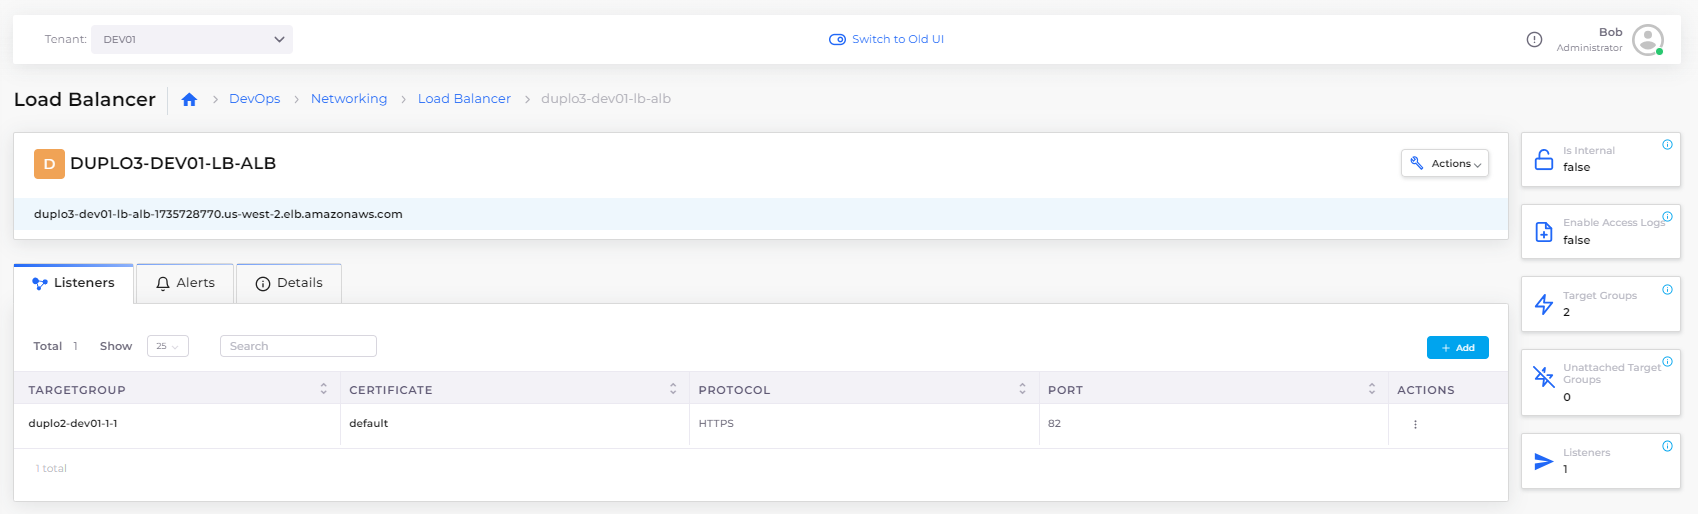 Tenant: DEV01
Switch to Old UI
Bob
Administrator
Load Balancer
DevOps > Networking > Load Balancer > duplo3-dev01-lb-alb
D DUPLO3-DEV01-LB-ALB
Actions
duplo3-dev01-lb-alb-1735728770.us-west-2.elb.amazonaws.com
Listeners Alerts Details
Total 1 Show 25 Search
+ Add
TARGETGROUP CERTIFICATE PROTOCOL PORT ACTIONS
duplo2-dev01-1-1 default HTTPS 82
1 total
Is Internal
false
Enable Access Logs
false
Target Groups
2
Unattached Target
Groups
0
Listeners
1